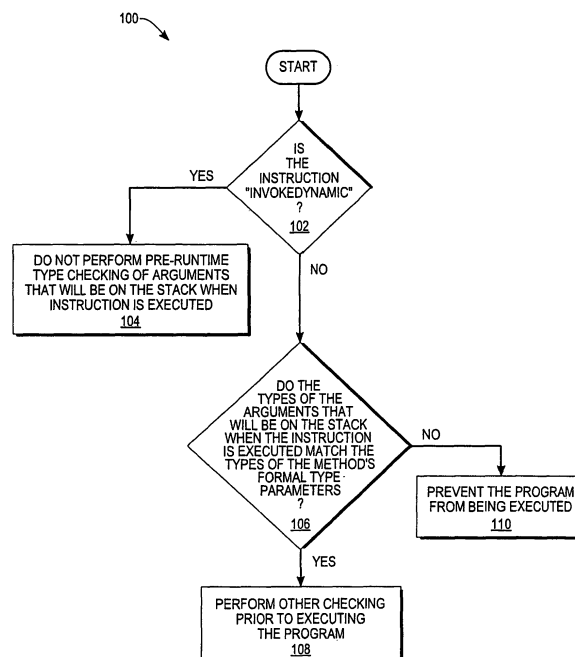 100
START
IS
THE
INSTRUCTION
"INVOKEDYNAMIC"
?
102
YES
NO
DO NOT PERFORM PRE-RUNTIME
TYPE CHECKING OF ARGUMENTS
THAT WILL BE ON THE STACK WHEN
INSTRUCTION IS EXECUTED
104
DO THE
TYPES OF THE
ARGUMENTS THAT
WILL BE ON THE STACK
WHEN THE INSTRUCTION
IS EXECUTED MATCH THE
TYPES OF THE METHOD'S
FORMAL TYPE
PARAMETERS
?
106
NO
PREVENT THE PROGRAM
FROM BEING EXECUTED
110
YES
PERFORM OTHER CHECKING
PRIOR TO EXECUTING
THE PROGRAM
108